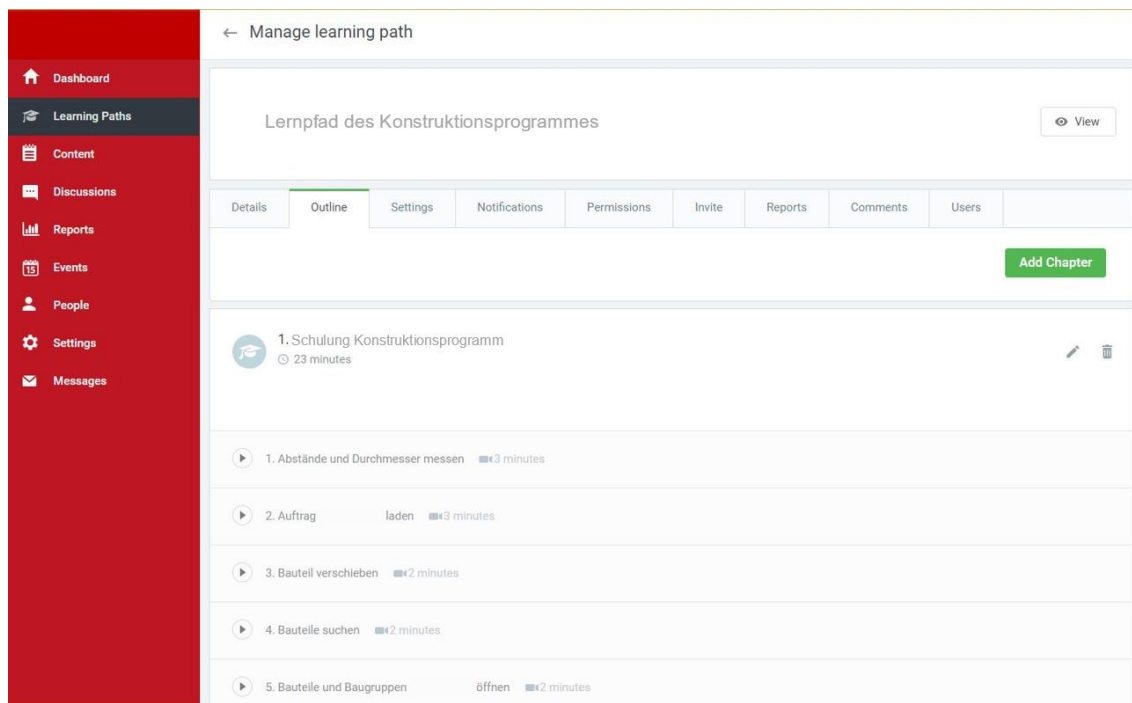 ← Manage learning path
Dashboard
Learning Paths
Content
Discussions
Reports
15 Events
People
Settings
Messages
Lernpfad des Konstruktionsprogrammes
View
Details Outline Settings Notifications Permissions Invite Reports Comments Users
Add Chapter
1. Schulung Konstruktionsprogramm
23 minutes
1. Abstände und Durchmesser messen 3 minutes
2. Auftrag laden 3 minutes
3. Bauteil verschieben 2 minutes
4. Bauteile suchen 2 minutes
5. Bauteile und Baugruppen öffnen 2 minutes